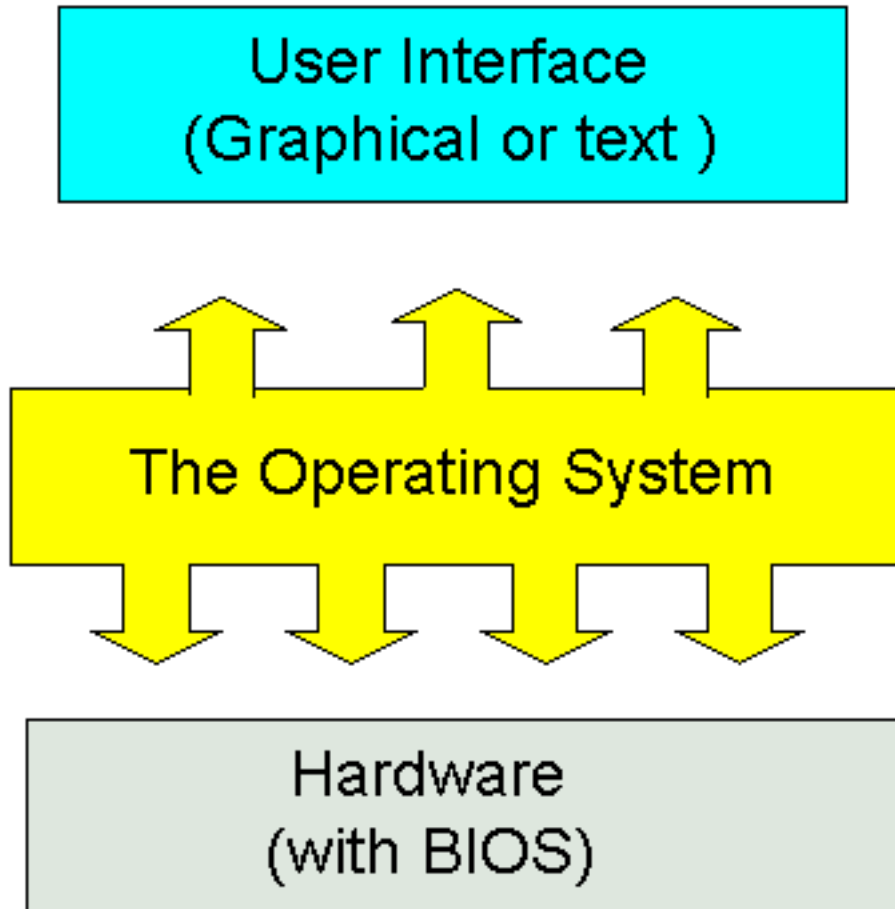 User Interface
(Graphical or text )
The Operating System
Hardware
(with BIOS)